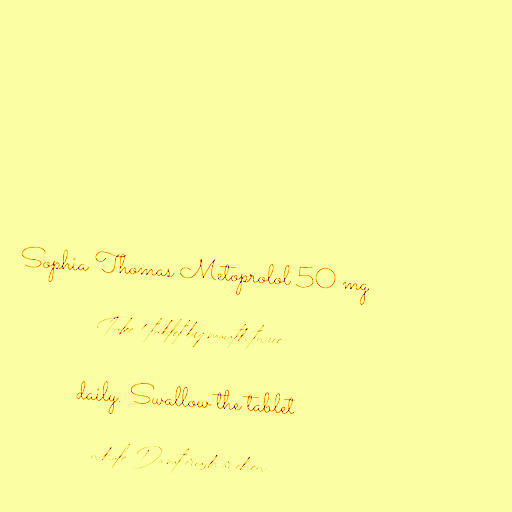 Sophia Thomas Metoprolol 50 mg
Take 1 tablet by mouth twice
daily. Swallow the tablet
whole. Do not crush or chew.